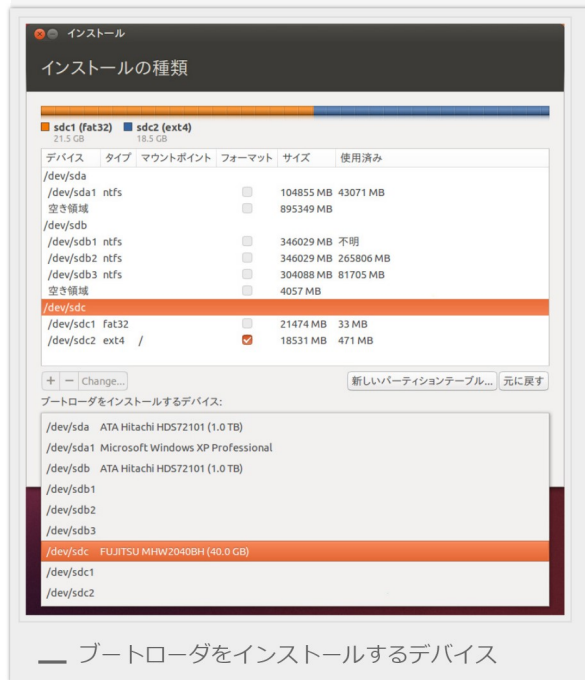 インストール
インストールの種類
sdc1 (fat32) sdc2 (ext4)
21.5 GB 18.5 GB
デバイス タイプ マウントポイント フォーマット サイズ 使用済み
/dev/sda
/dev/sda1 ntfs 104855 MB 43071 MB
空き領域 895349 MB
/dev/sdb
/dev/sdb1 ntfs 346029 MB 不明
/dev/sdb2 ntfs 346029 MB 265806 MB
/dev/sdb3 ntfs 304088 MB 81705 MB
空き領域 4057 MB
/dev/sdc
/dev/sdc1 fat32 21474 MB 33 MB
/dev/sdc2 ext4 / 18531 MB 471 MB
+ − Change... 新しいパーティションテーブル... 元に戻す
ブートローダをインストールするデバイス:
/dev/sda ATA Hitachi HDS72101 (1.0 TB)
/dev/sda1 Microsoft Windows XP Professional
/dev/sdb ATA Hitachi HDS72101 (1.0 TB)
/dev/sdb1
/dev/sdb2
/dev/sdb3
/dev/sdc FUJITSU MHW2040BH (40.0 GB)
/dev/sdc1
/dev/sdc2
ブートローダをインストールするデバイス